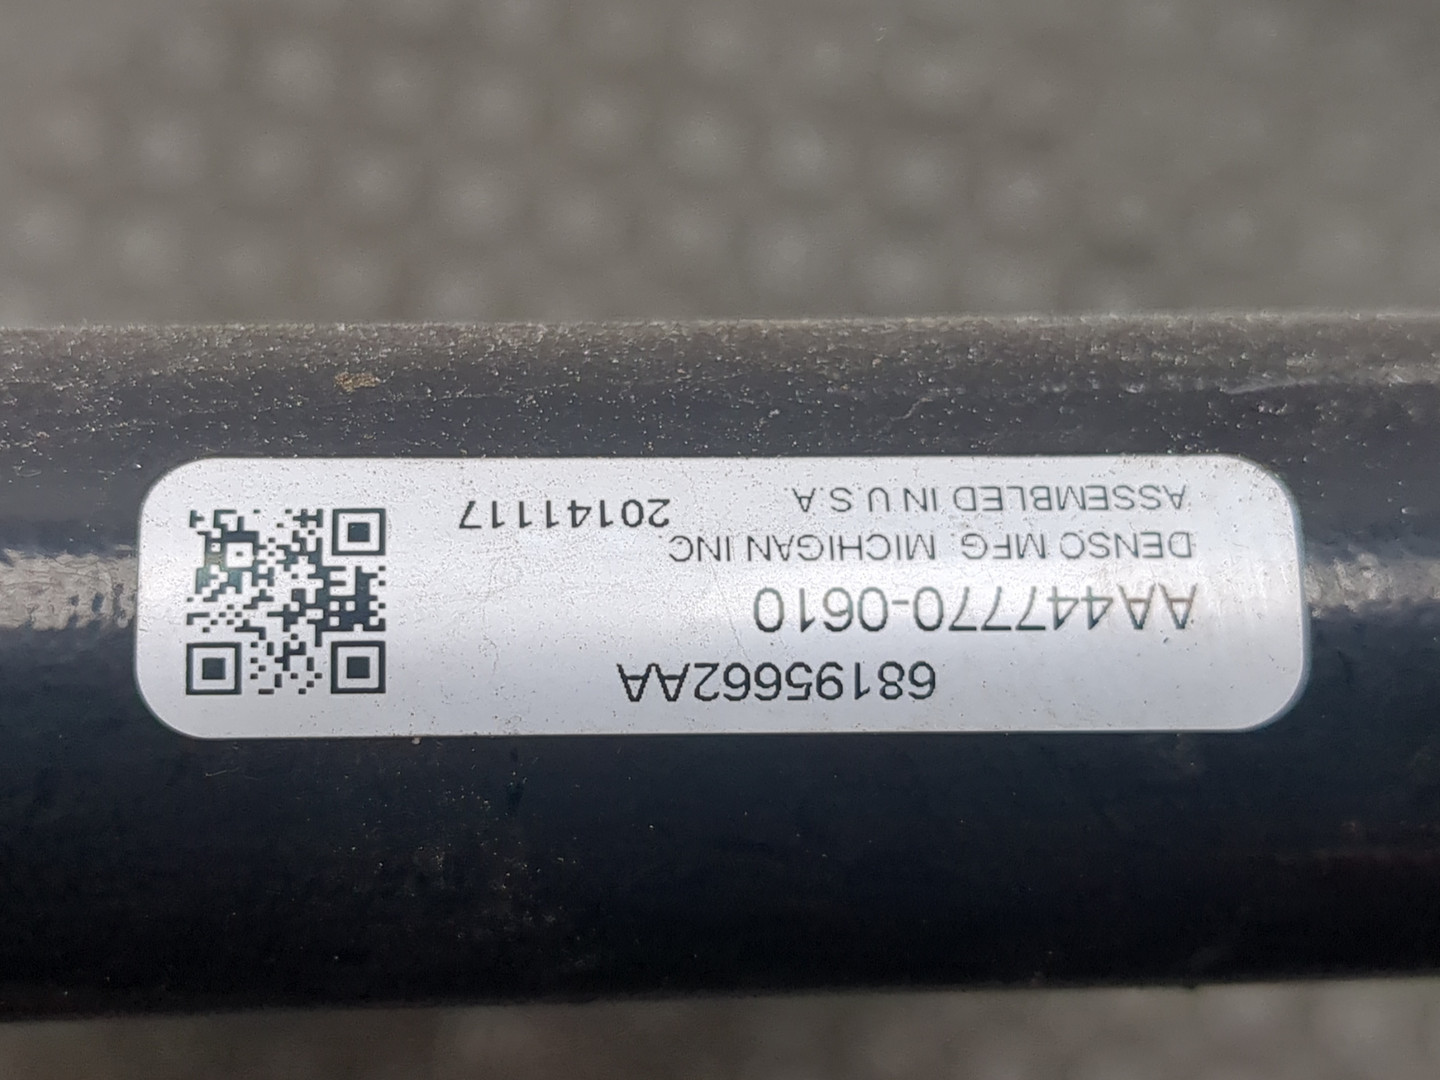 68195662AA
AA447770-0610
DENSO MFG. MICHIGAN INC.
ASSEMBLED IN U.S.A 20141117